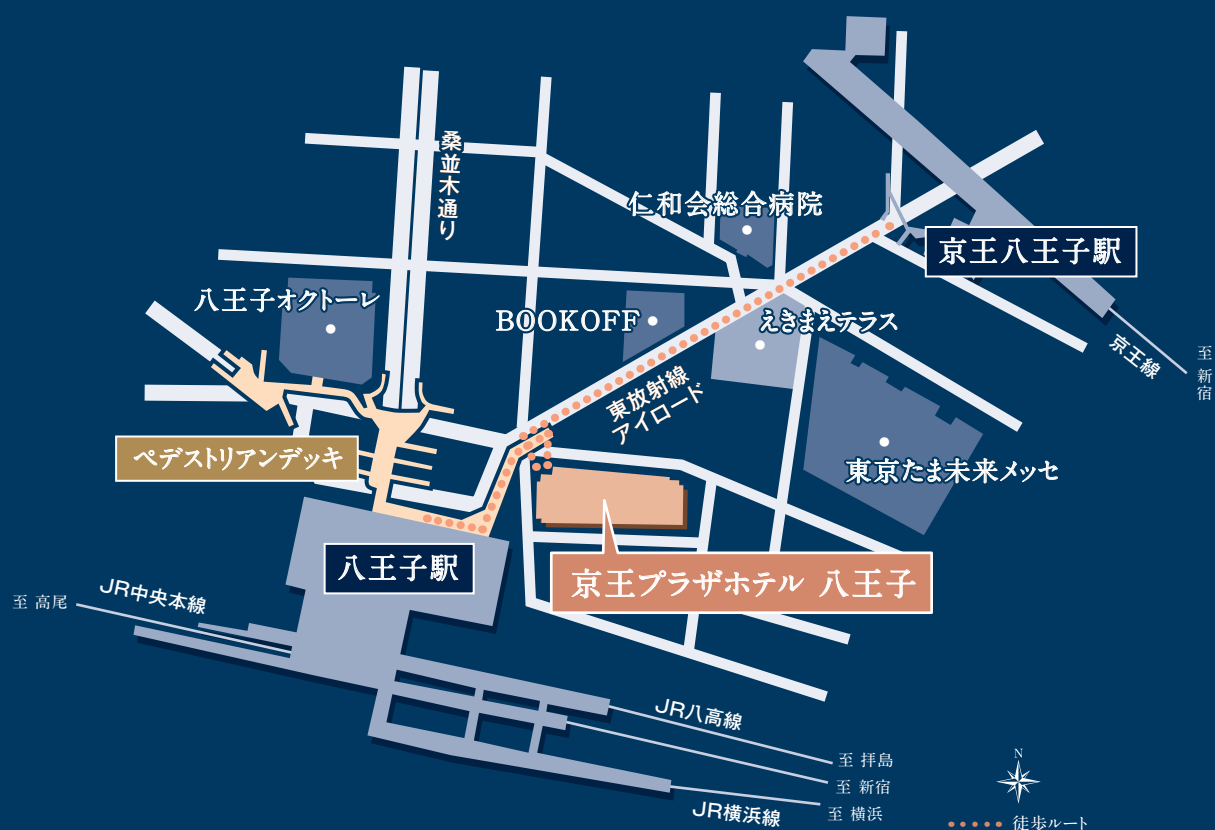 桑並木通り
仁和会総合病院
京王八王子駅
八王子オクトーレ
BOOKOFF
えきまえテラス
京王線
至 新宿
東放射線
アイロード
ペデストリアンデッキ
東京たま未来メッセ
八王子駅
京王プラザホテル 八王子
至 高尾
JR中央本線
JR八高線
至 拝島
至 新宿
JR横浜線
至 横浜
N
徒歩ルート